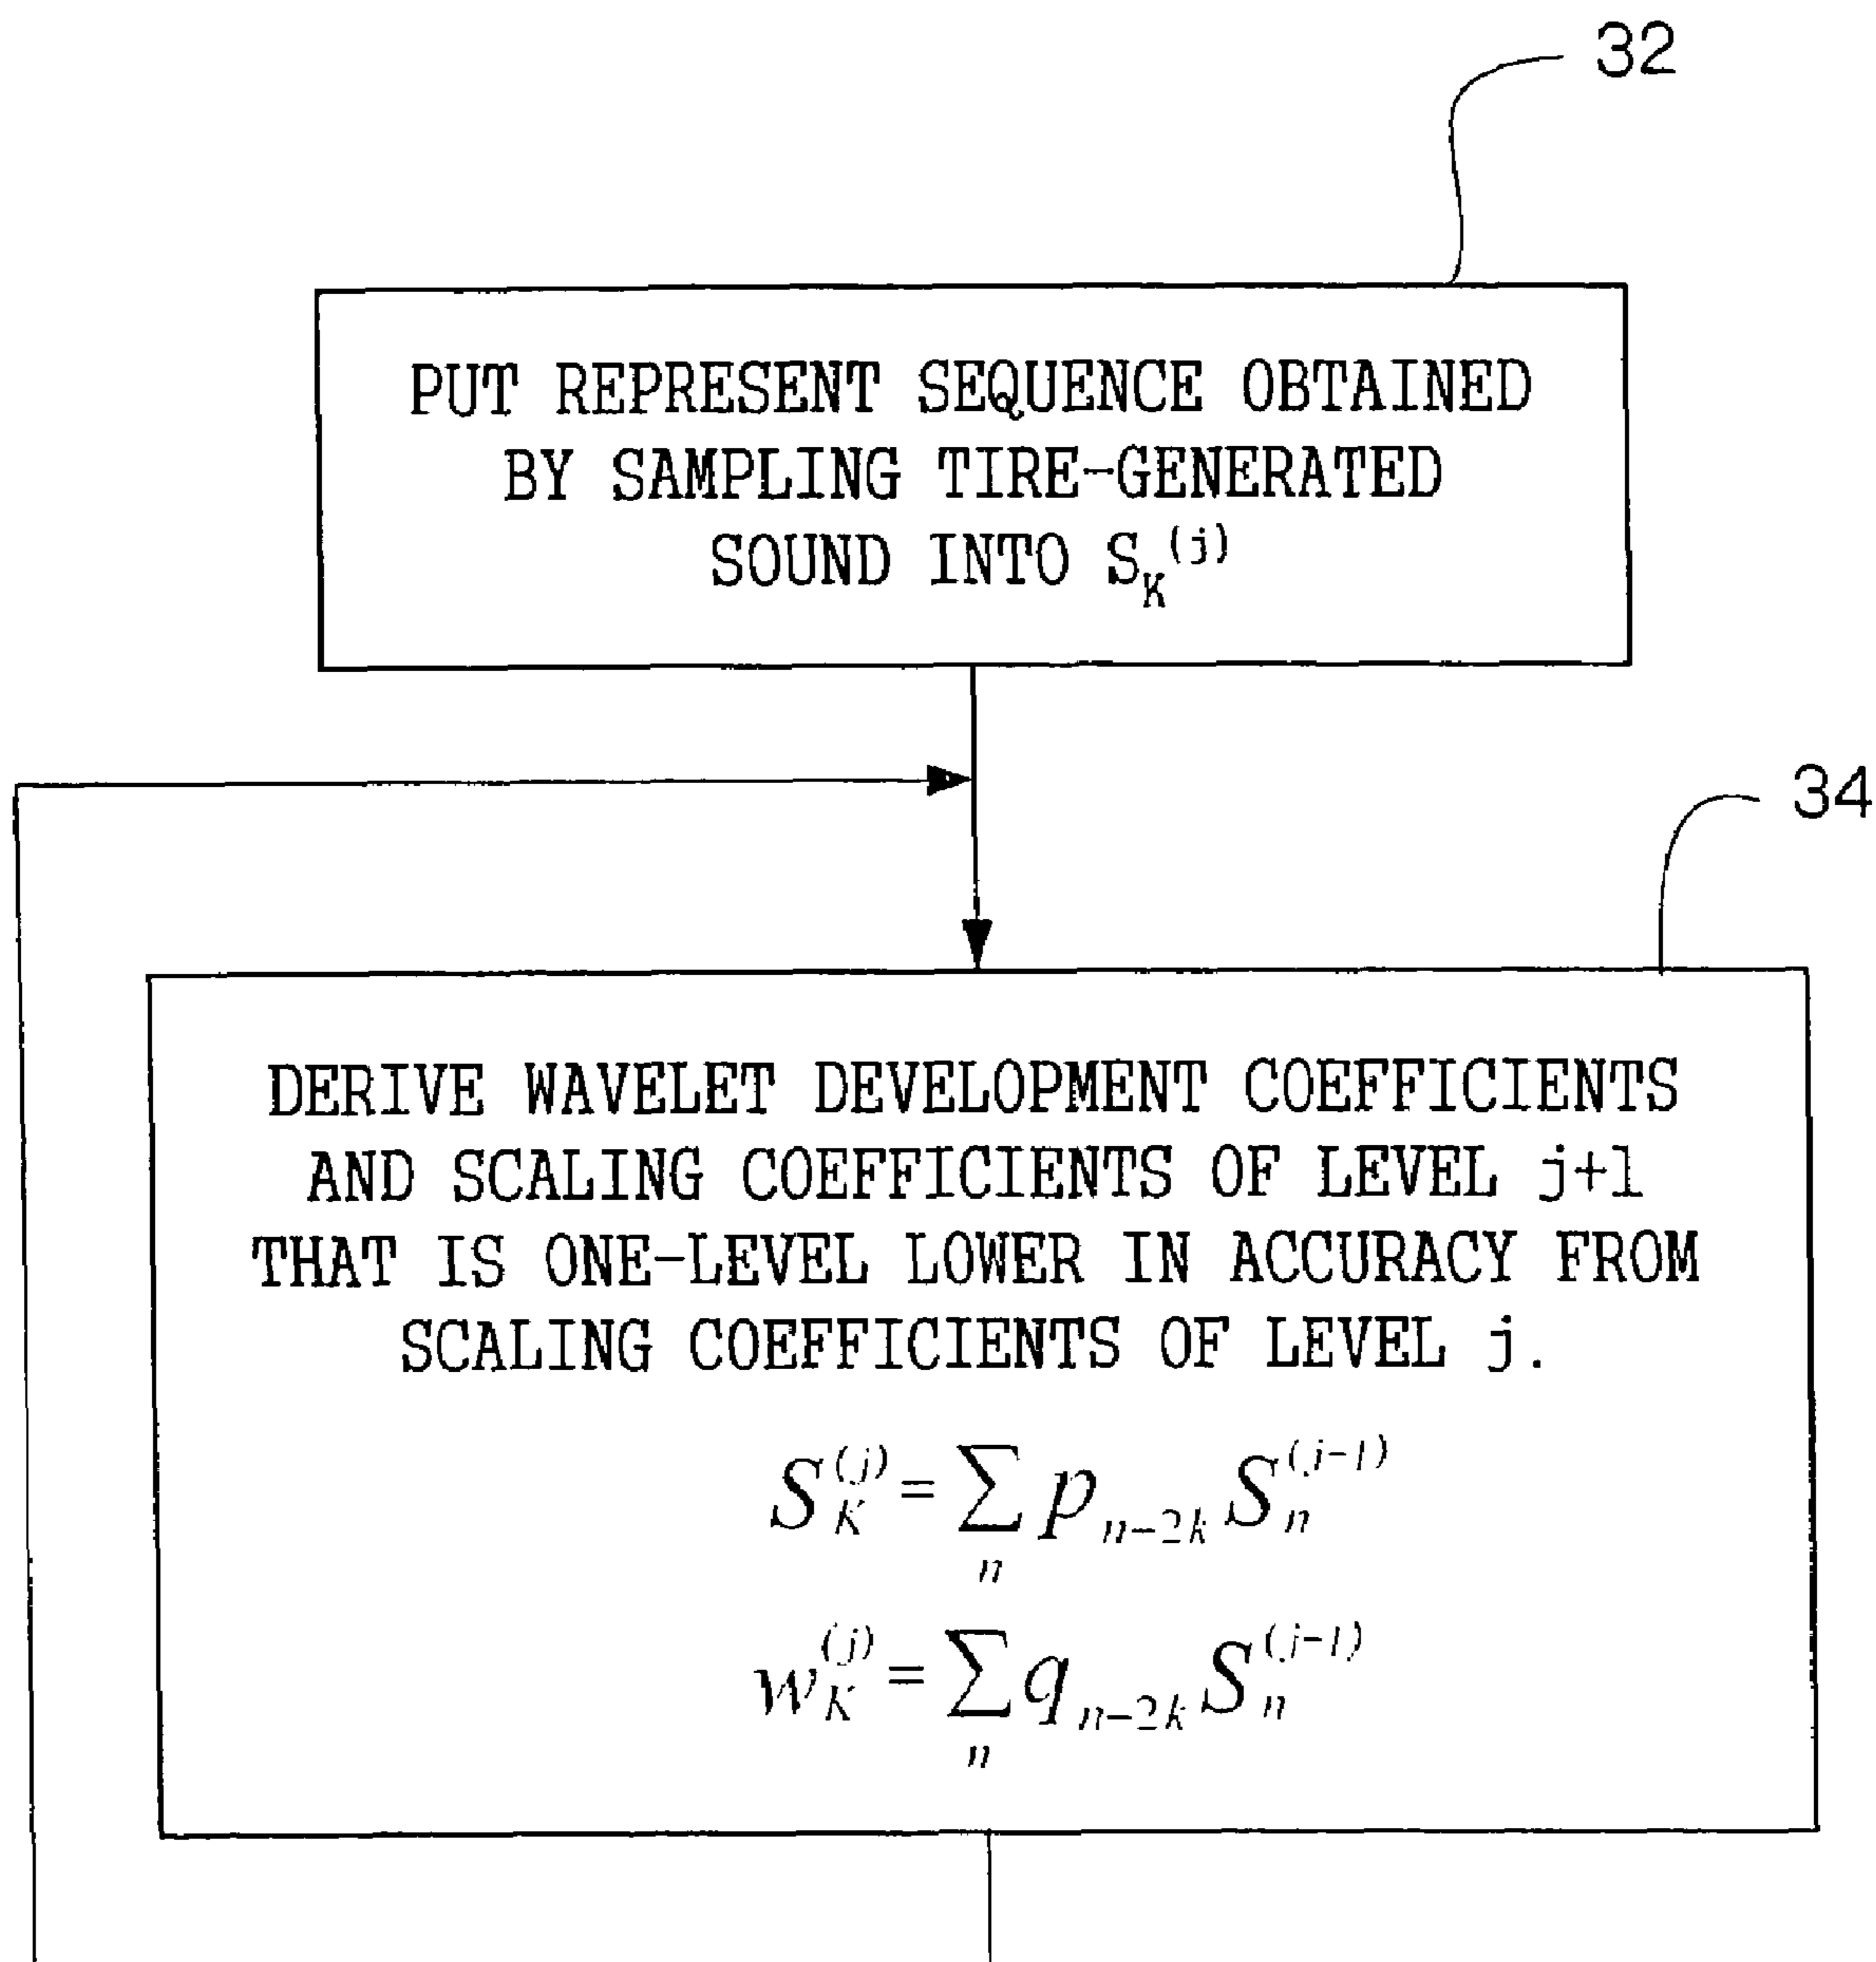 32
PUT REPRESENT SEQUENCE OBTAINED
BY SAMPLING TIRE-GENERATED
SOUND INTO S_K^(j)
34
DERIVE WAVELET DEVELOPMENT COEFFICIENTS
AND SCALING COEFFICIENTS OF LEVEL j+1
THAT IS ONE-LEVEL LOWER IN ACCURACY FROM
SCALING COEFFICIENTS OF LEVEL j.
S_K^(j) = ∑_n p_{n-2k} S_n^(j-1)
w_K^(j) = ∑_n q_{n-2k} S_n^(j-1)